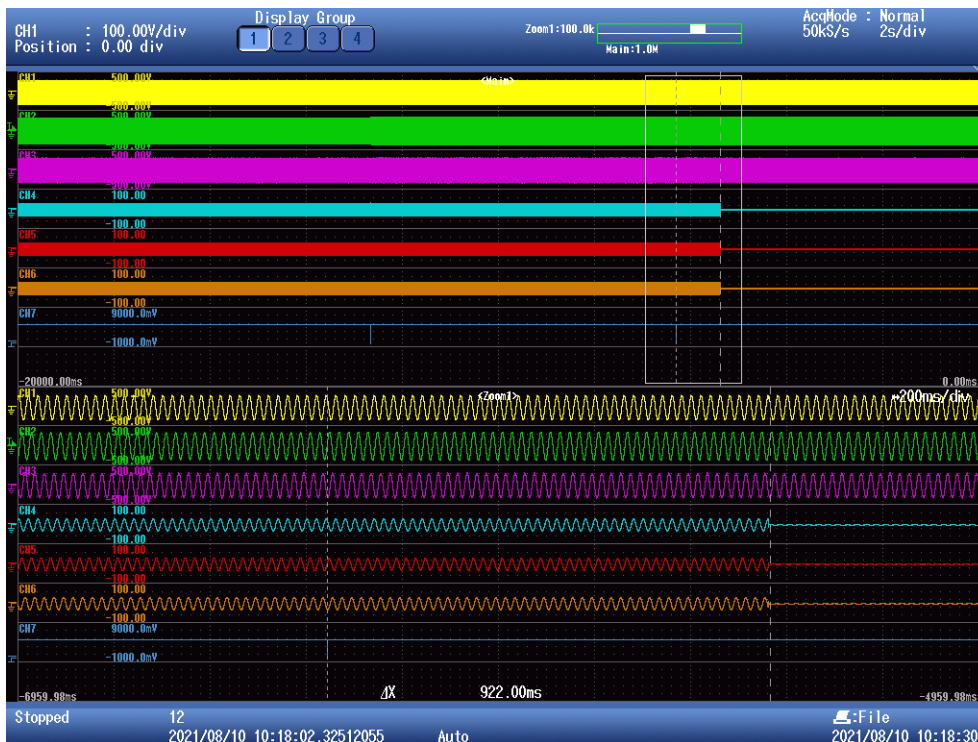 CH1 : 100.00V/div
Position : 0.00 div
Display Group
1 2 3 4
Zoom1:100.0k
Main:1.0M
AcqMode : Normal
50kS/s 2s/div
CH1 500.00V
<Main>
-500.00V
CH2 500.00V
-500.00V
CH3 500.00V
-500.00V
CH4 100.00
-100.00
CH5 100.00
-100.00
CH6 100.00
-100.00
CH7 9000.0mV
-1000.0mV
-20000.00ms 0.00ms
CH1 500.00V
<Zoom1>
200ms/div
-500.00V
CH2 500.00V
-500.00V
CH3 500.00V
-500.00V
CH4 100.00
-100.00
CH5 100.00
-100.00
CH6 100.00
-100.00
CH7 9000.0mV
-1000.0mV
-6959.98ms ΔX 922.00ms -4959.98ms
Stopped 12 :File
2021/08/10 10:18:02.32512055 Auto 2021/08/10 10:18:30